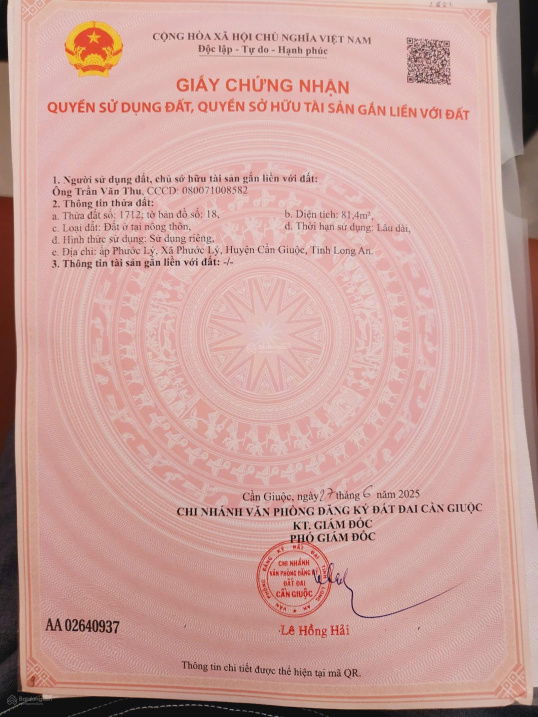 CỘNG HÒA XÃ HỘI CHỦ NGHĨA VIỆT NAM
Độc lập - Tự do - Hạnh phúc
GIẤY CHỨNG NHẬN
QUYỀN SỬ DỤNG ĐẤT, QUYỀN SỞ HỮU TÀI SẢN GẮN LIỀN VỚI ĐẤT
1. Người sử dụng đất, chủ sở hữu tài sản gắn liền với đất:
Ông Trần Văn Thu, CCCD: 080071008582
2. Thông tin thửa đất:
a. Thửa đất số: 1712; tờ bản đồ số: 18, b. Diện tích: 81,4m²,
c. Loại đất: Đất ở tại nông thôn, d. Thời hạn sử dụng: Lâu dài,
đ. Hình thức sử dụng: Sử dụng riêng,
e. Địa chỉ: ấp Phước Lý, Xã Phước Lý, Huyện Cần Giuộc, Tỉnh Long An.
3. Thông tin tài sản gắn liền với đất: -/-
Cần Giuộc, ngày 27 tháng 6 năm 2025
CHI NHÁNH VĂN PHÒNG ĐĂNG KÝ ĐẤT ĐAI CẦN GIUỘC
KT. GIÁM ĐỐC
PHÓ GIÁM ĐỐC
CHI NHÁNH
VĂN PHÒNG ĐĂNG KÝ
ĐẤT ĐAI
CẦN GIUỘC
Lê Hồng Hải
AA 02640937
Thông tin chi tiết được thể hiện tại mã QR.